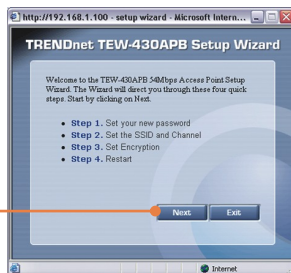 http://192.168.1.100 - setup wizard - Microsoft Intern...
TRENDnet TEW-430APB Setup Wizard
Welcome to the TEW-430APB 54Mbps Access Point Setup
Wizard. The Wizard will direct you through these four quick
steps. Start by clicking on Next.
Step 1. Set your new password
Step 2. Set the SSID and Channel
Step 3. Set Encryption
Step 4. Restart
Next Exit
Internet